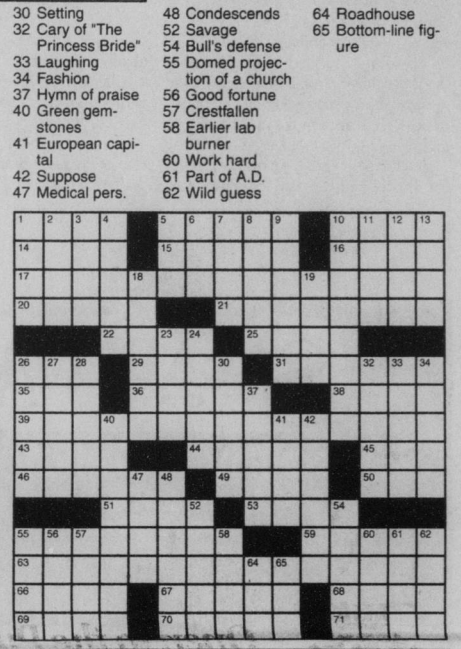 30 Setting
32 Cary of "The
Princess Bride"
33 Laughing
34 Fashion
37 Hymn of praise
40 Green gem-
stones
41 European capi-
tal
42 Suppose
47 Medical pers.
48 Condescends
52 Savage
54 Bull's defense
55 Domed projec-
tion of a church
56 Good fortune
57 Crestfallen
58 Earlier lab
burner
60 Work hard
61 Part of A.D.
62 Wild guess
64 Roadhouse
65 Bottom-line fig-
ure
1 2 3 4 5 6 7 8 9 10 11 12 13
14 15 16
17 18 19
20 21
22 23 24 25
26 27 28 29 30 31 32 33 34
35 36 37 38
39 40 41 42
43 44 45
46 47 48 49 50
51 52 53 54
55 56 57 58 59 60 61 62
63 64 65
66 67 68
69 70 71